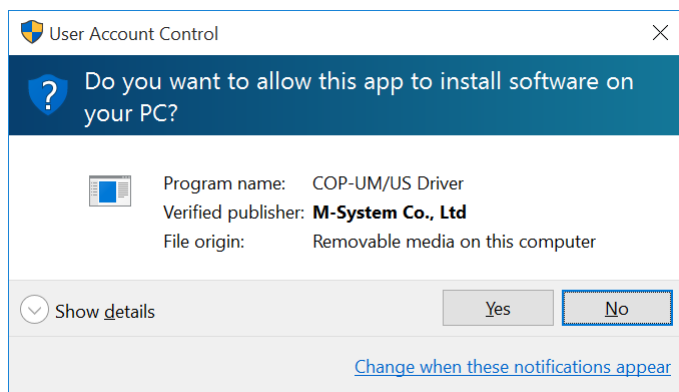 User Account Control
Do you want to allow this app to install software on
your PC?
Program name: COP-UM/US Driver
Verified publisher: M-System Co., Ltd
File origin: Removable media on this computer
Show details
Yes
No
Change when these notifications appear